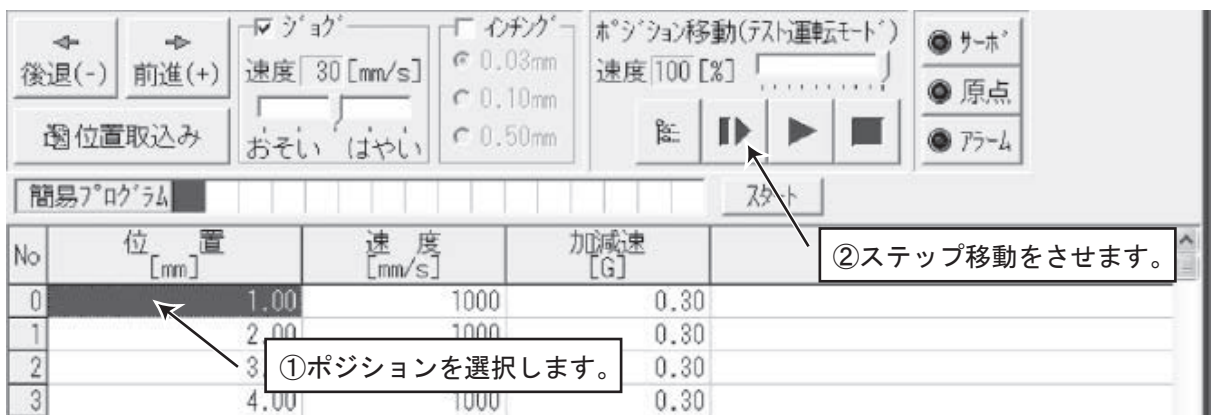 後退(-) 前進(+)
位置取込み
ジョグ
速度 30 [mm/s]
おそい はやい
インチング
0.03mm
0.10mm
0.50mm
ポジション移動(テスト運転モード)
速度 100 [%]
サーボ
原点
アラーム
簡易プログラム
スタート
②ステップ移動をさせます。
No 位 置 [mm] 速 度 [mm/s] 加減速 [G]
0 1.00 1000 0.30
1 2.00 1000 0.30
2 3. 0.30
3 4.00 1000 0.30
①ポジションを選択します。